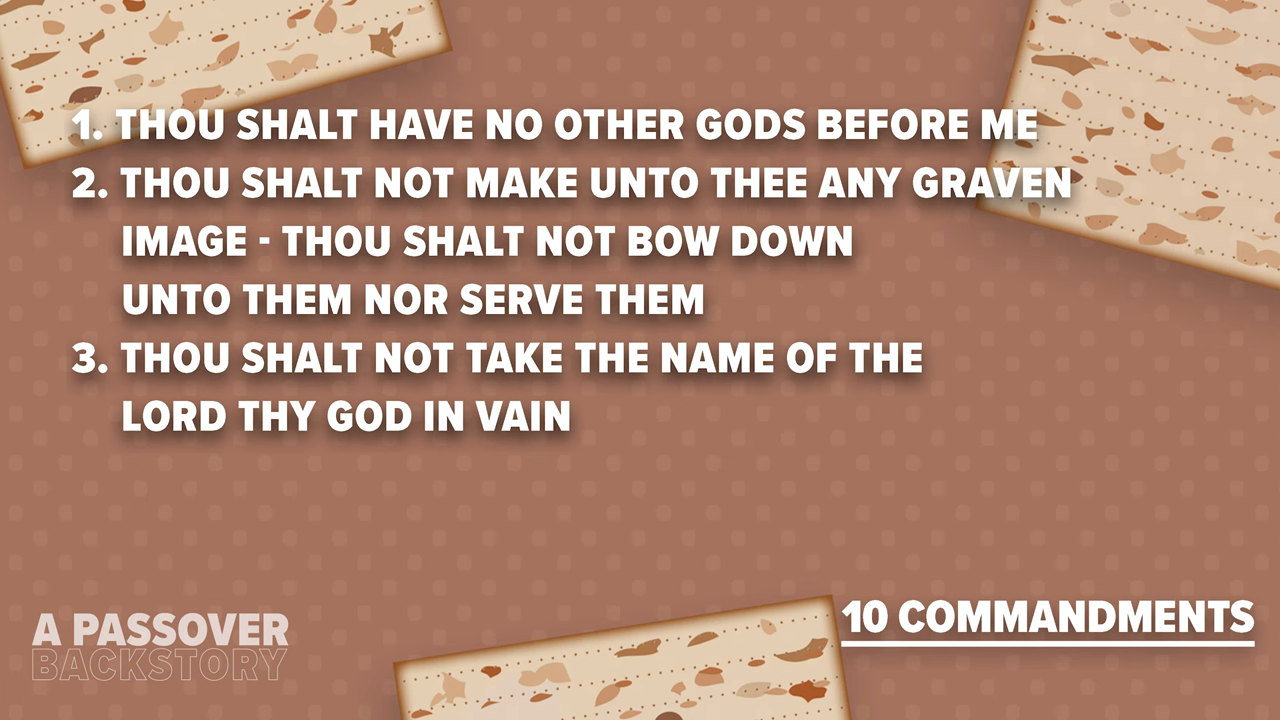 1. THOU SHALT HAVE NO OTHER GODS BEFORE ME
2. THOU SHALT NOT MAKE UNTO THEE ANY GRAVEN
IMAGE - THOU SHALT NOT BOW DOWN
UNTO THEM NOR SERVE THEM
3. THOU SHALT NOT TAKE THE NAME OF THE
LORD THY GOD IN VAIN
10 COMMANDMENTS
A PASSOVER
BACKSTORY